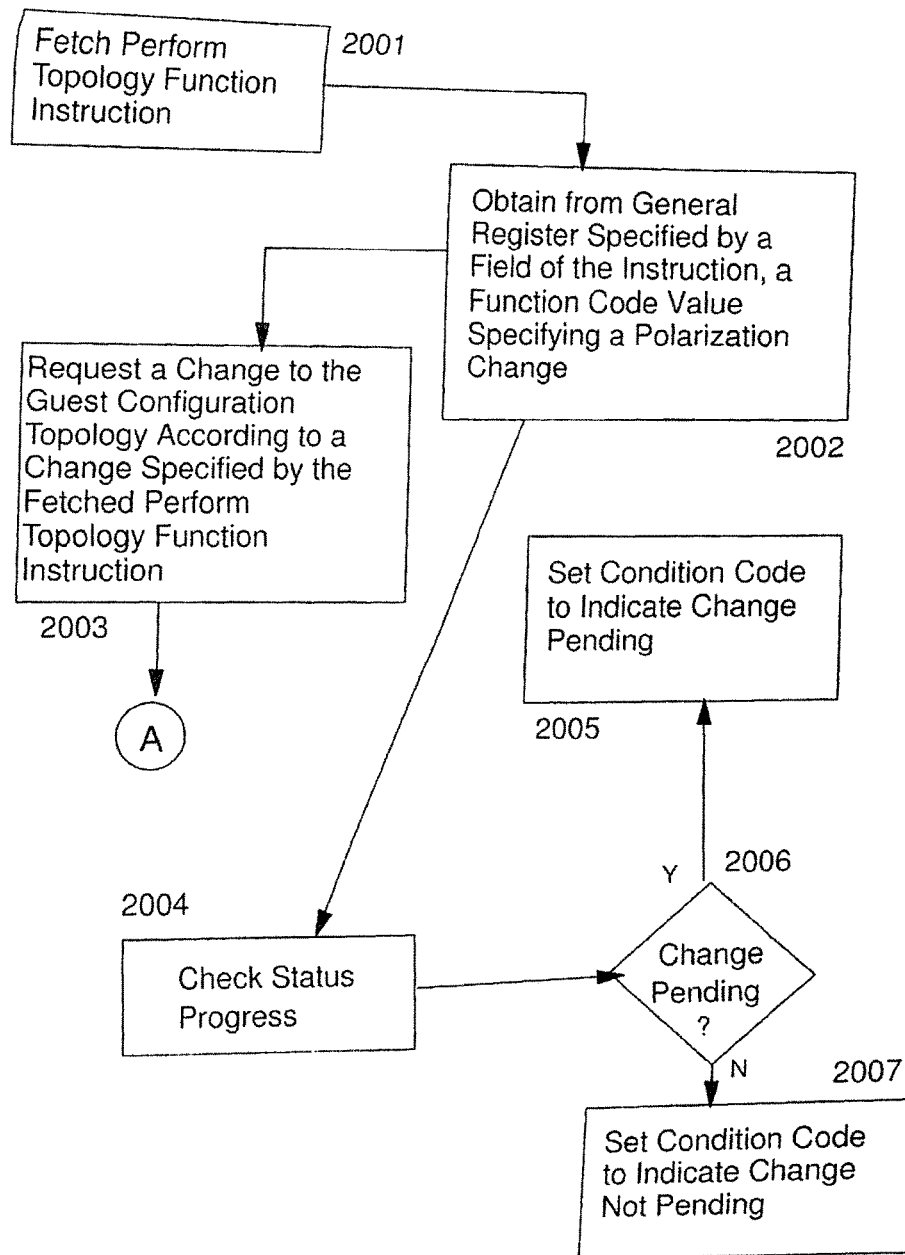 Fetch Perform
Topology Function
Instruction
2001
Obtain from General
Register Specified by a
Field of the Instruction, a
Function Code Value
Specifying a Polarization
Change
2002
Request a Change to the
Guest Configuration
Topology According to a
Change Specified by the
Fetched Perform
Topology Function
Instruction
2003
A
Set Condition Code
to Indicate Change
Pending
2005
2004
Check Status
Progress
2006
Y
Change
Pending
?
N
2007
Set Condition Code
to Indicate Change
Not Pending